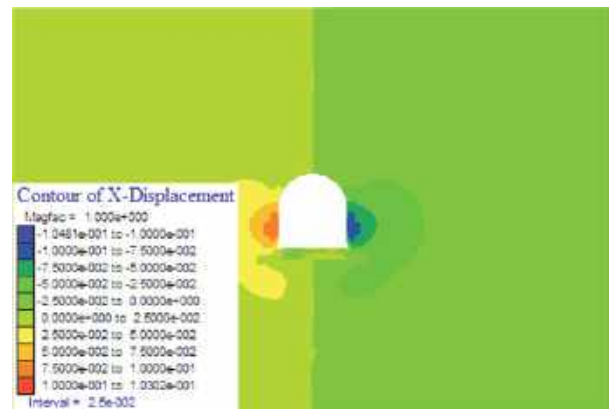 Contour of X-Displacement
Magfac = 1.000e+000
-1.0481e-001 to -1.0000e-001
-1.0000e-001 to -7.5000e-002
-7.5000e-002 to -5.0000e-002
-5.0000e-002 to -2.5000e-002
-2.5000e-002 to 0.0000e+000
0.0000e+000 to 2.5000e-002
2.5000e-002 to 5.0000e-002
5.0000e-002 to 7.5000e-002
7.5000e-002 to 1.0000e-001
1.0000e-001 to 1.0302e-001
Interval = 2.5e-002